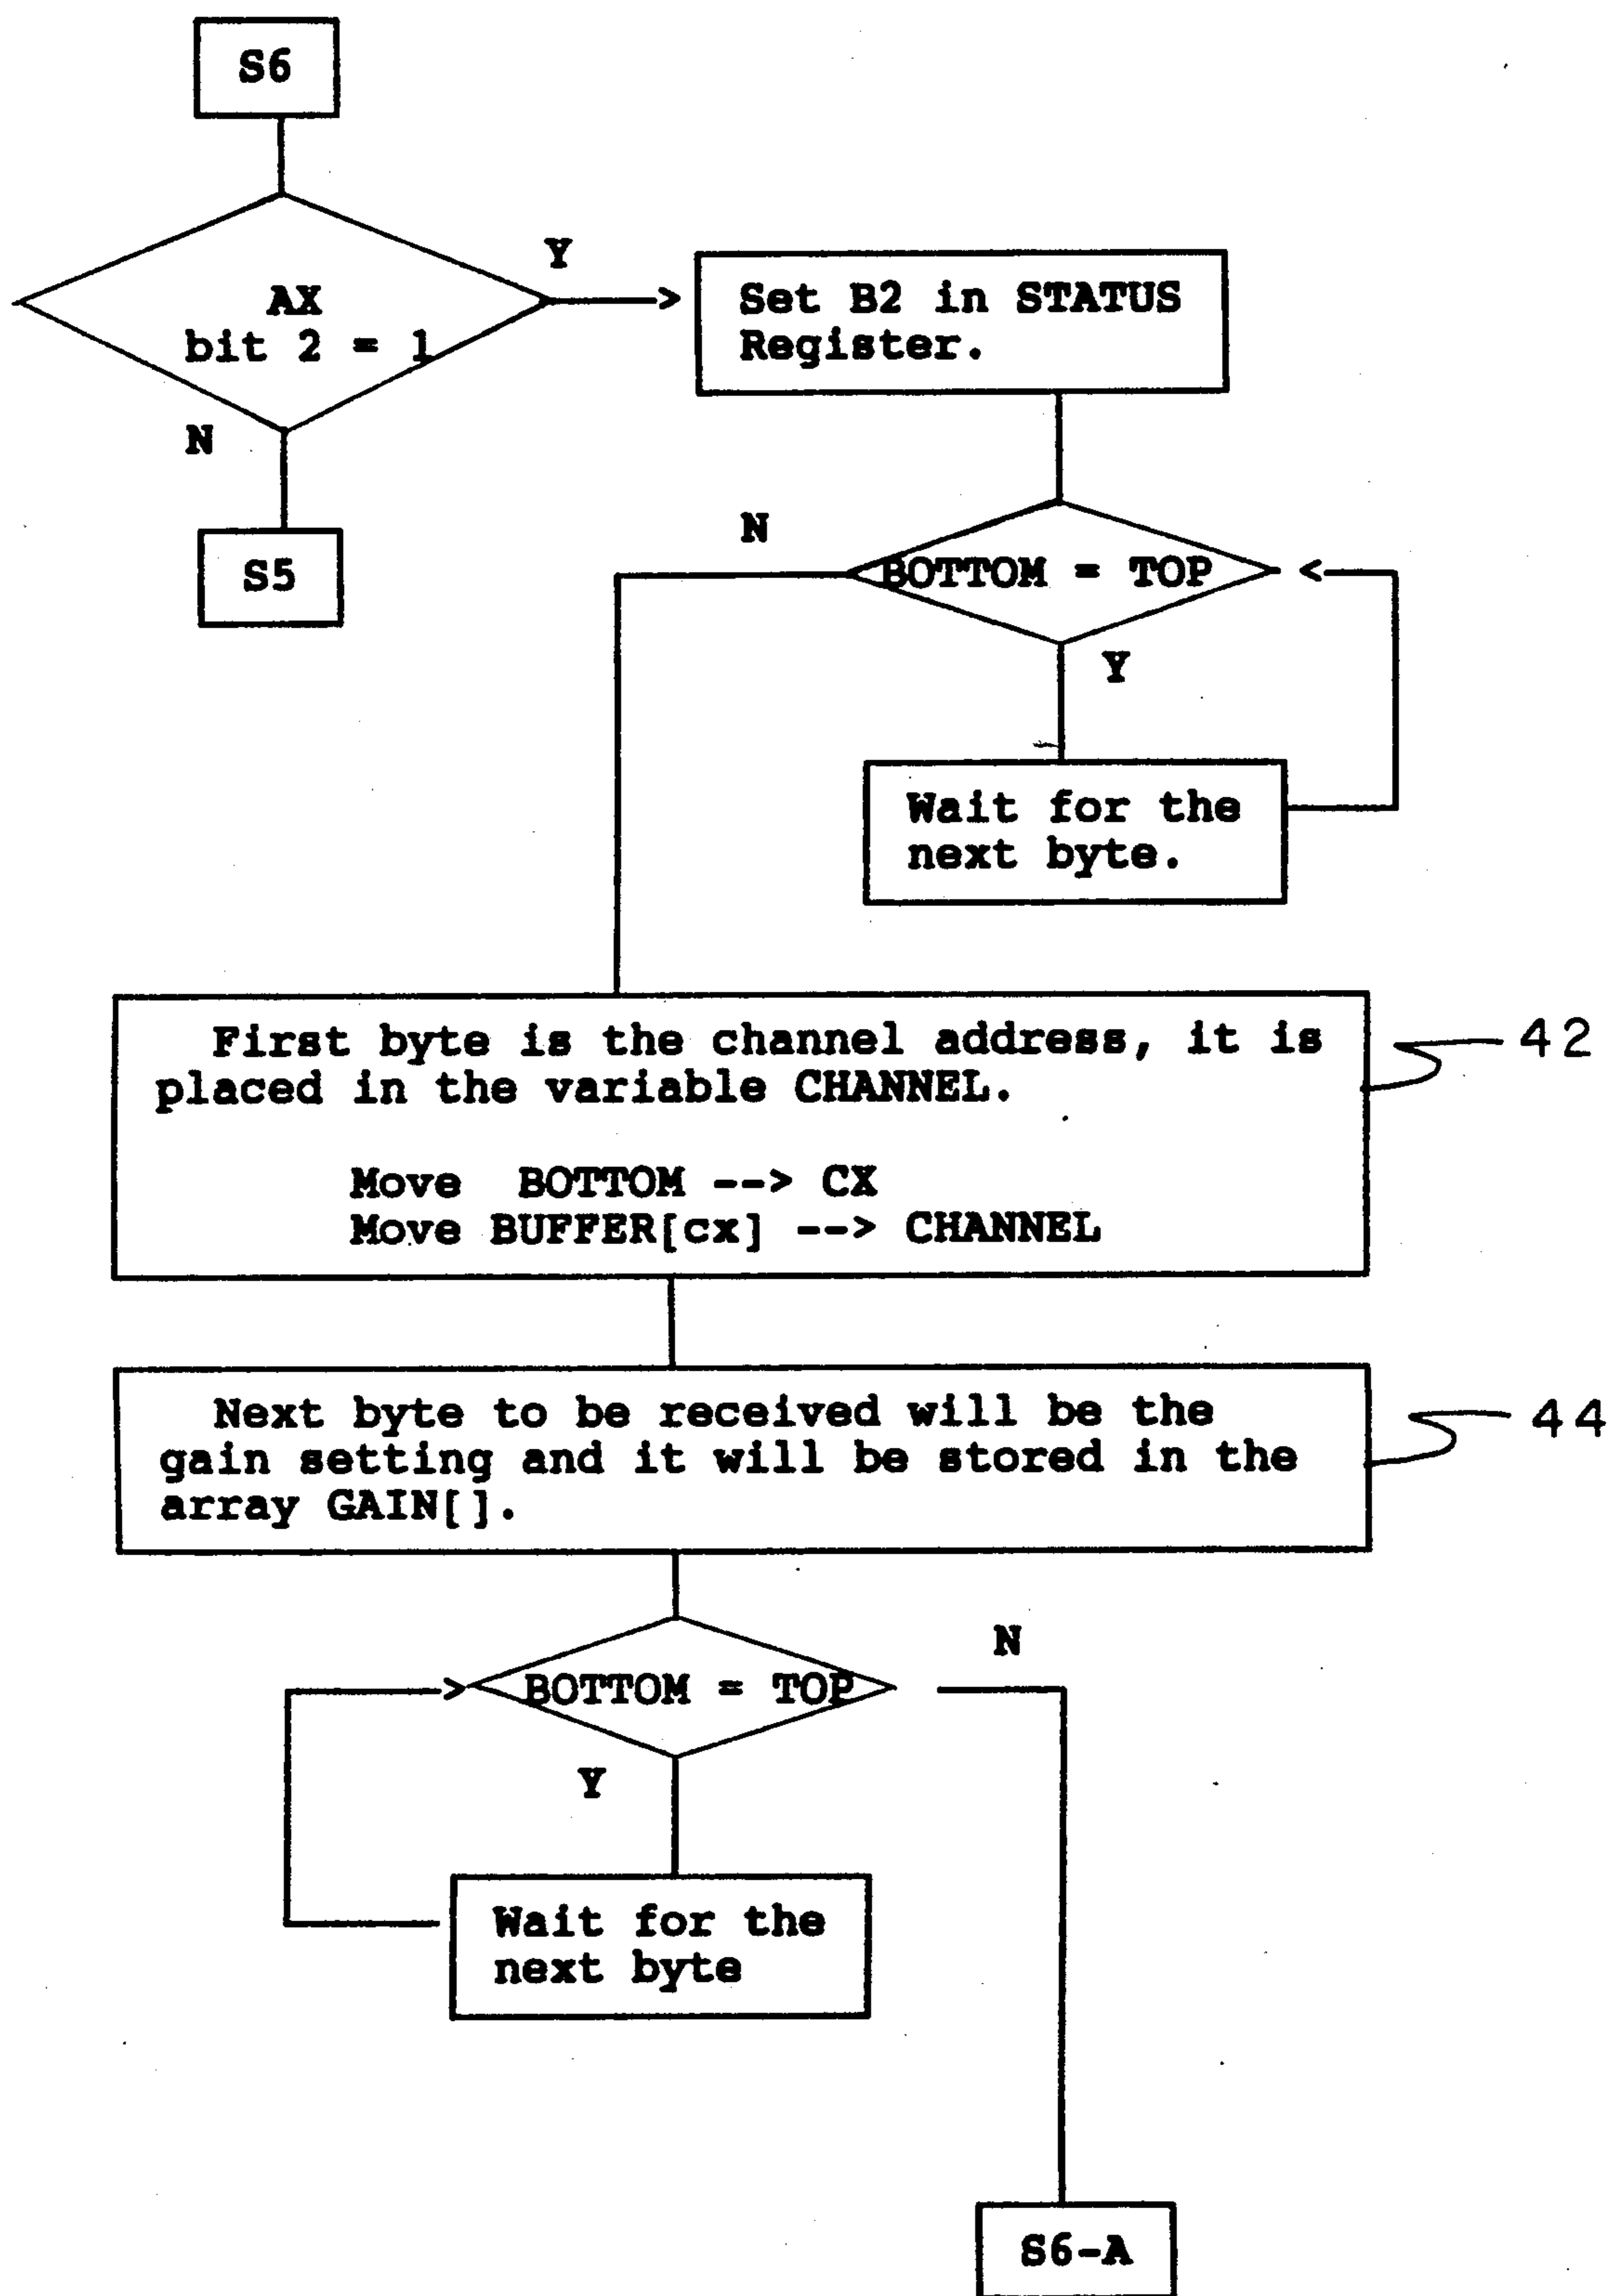 S6
AX
bit 2 = 1
Y
N
S5
Set B2 in STATUS
Register.
BOTTOM = TOP
N
Y
Wait for the
next byte.
First byte is the channel address, it is
placed in the variable CHANNEL.
Move BOTTOM --> CX
Move BUFFER[cx] --> CHANNEL
42
Next byte to be received will be the
gain setting and it will be stored in the
array GAIN[].
44
BOTTOM = TOP
N
Y
Wait for the
next byte
S6-A